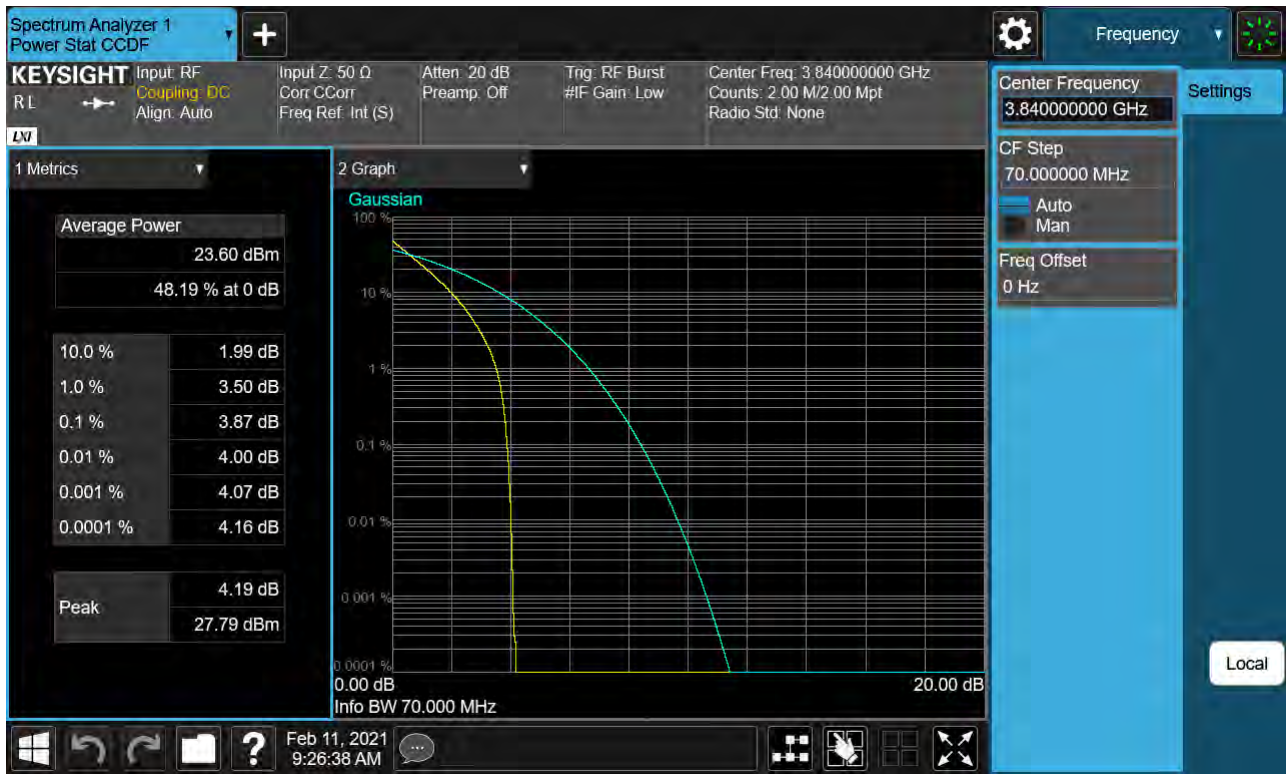 Spectrum Analyzer 1
Power Stat CCDF
+
Frequency
KEYSIGHT
RL
LXI
Input: RF
Coupling: DC
Align: Auto
Input Z: 50 Ω
Corr CCorr
Freq Ref: Int (S)
Atten: 20 dB
Preamp: Off
Trig: RF Burst
#IF Gain: Low
Center Freq: 3.840000000 GHz
Counts: 2.00 M/2.00 Mpt
Radio Std: None
Center Frequency
3.840000000 GHz
Settings
CF Step
70.000000 MHz
Auto
Man
Freq Offset
0 Hz
1 Metrics
Average Power
23.60 dBm
48.19 % at 0 dB
10.0 % 1.99 dB
1.0 % 3.50 dB
0.1 % 3.87 dB
0.01 % 4.00 dB
0.001 % 4.07 dB
0.0001 % 4.16 dB
Peak
4.19 dB
27.79 dBm
2 Graph
Gaussian
100 %
10 %
1 %
0.1 %
0.01 %
0.001 %
0.0001 %
0.00 dB 20.00 dB
Info BW 70.000 MHz
Local
?
Feb 11, 2021
9:26:38 AM